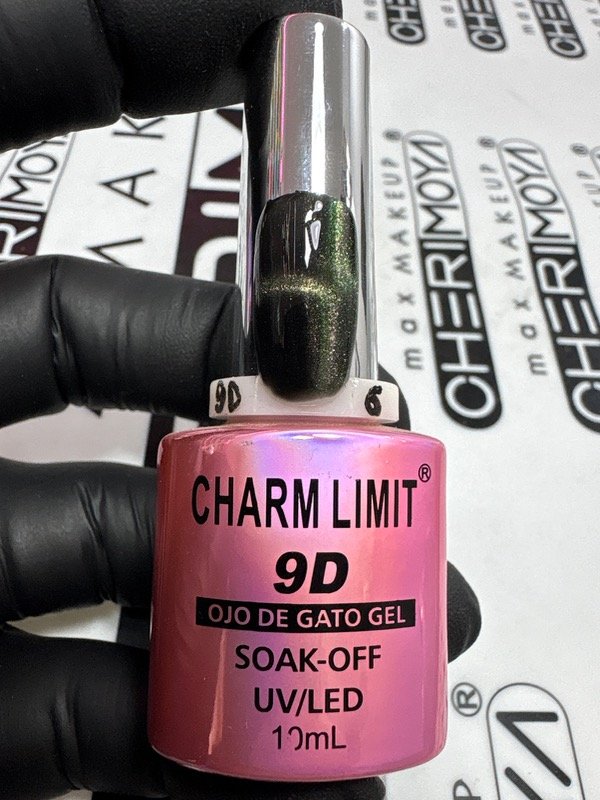 9D 6
CHARM LIMIT®
9D
OJO DE GATO GEL
SOAK-OFF
UV/LED
10mL
CHERIMOYA
max MAKEUP ®
CHERIMOYA
max MAKEUP ®
CHERIMOYA